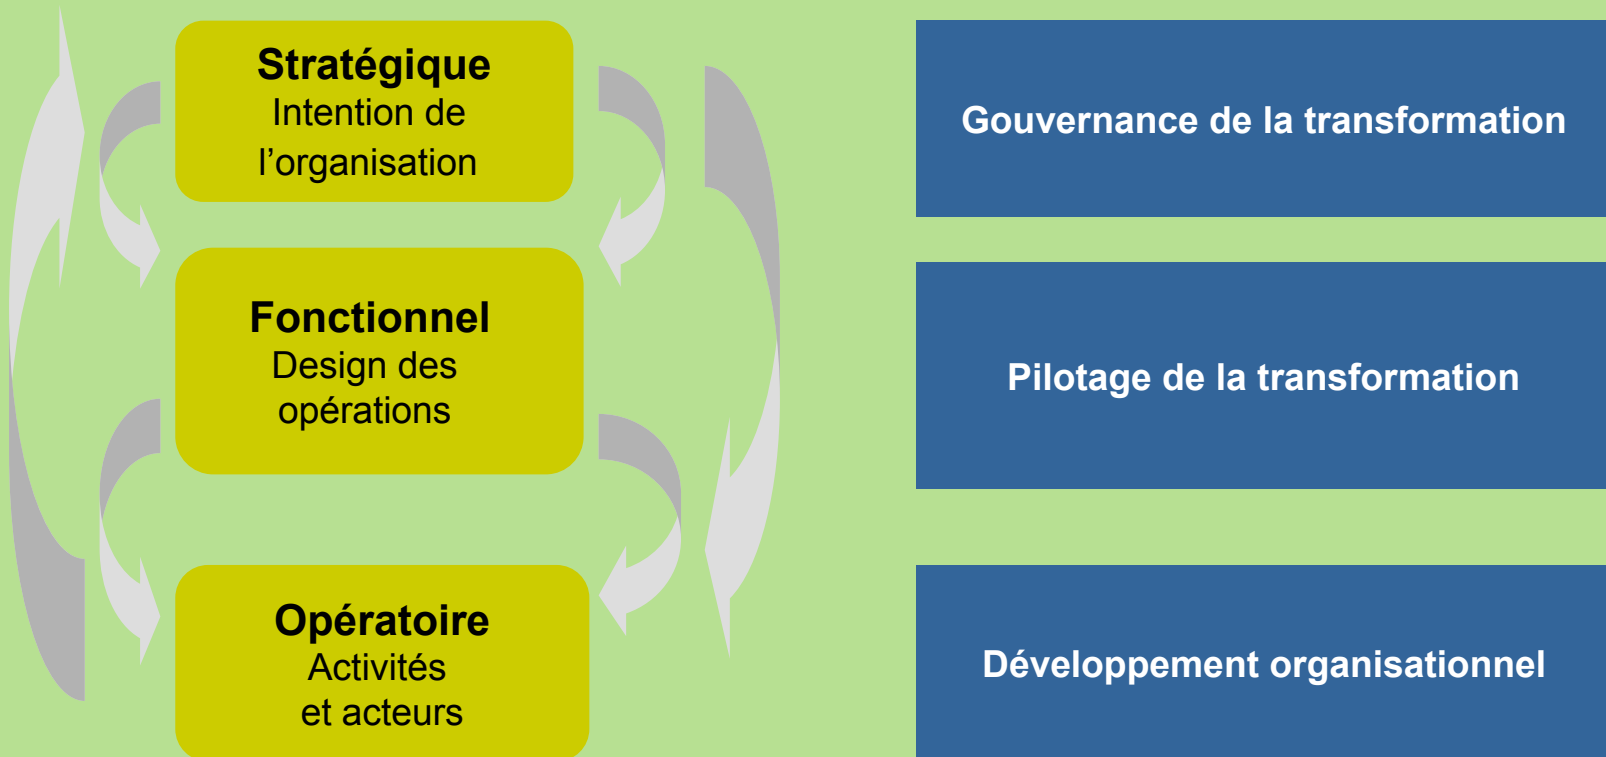 Stratégique
Intention de
l’organisation
Gouvernance de la transformation
Fonctionnel
Design des
opérations
Pilotage de la transformation
Opératoire
Activités
et acteurs
Développement organisationnel